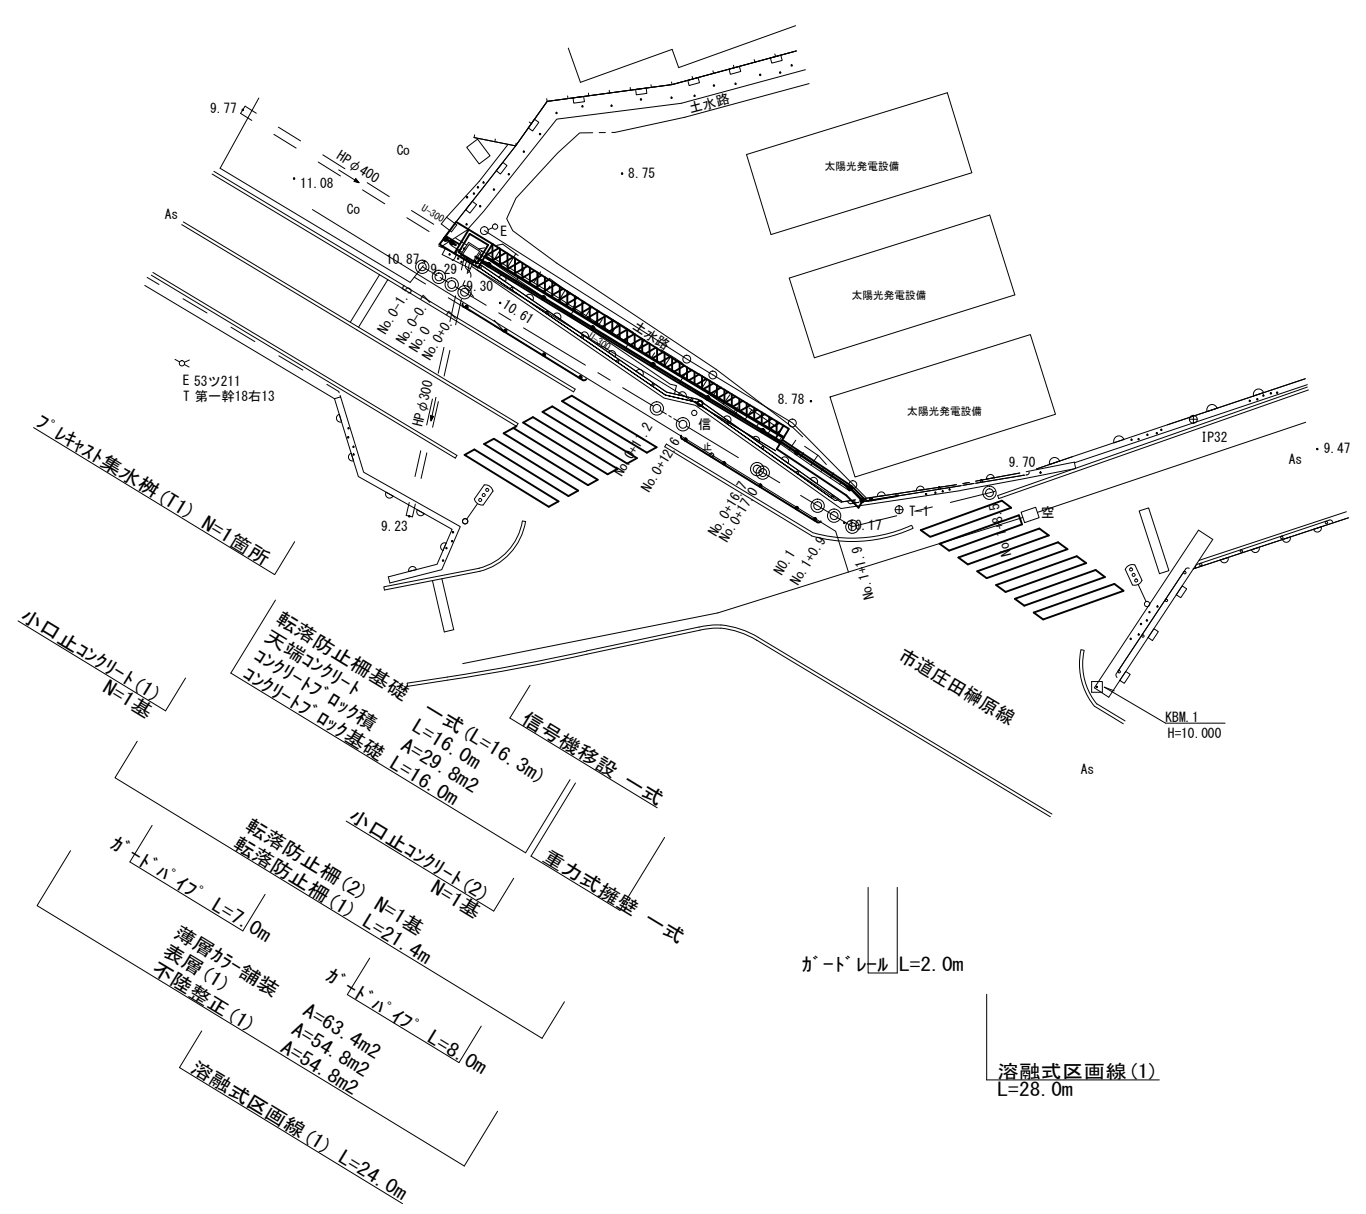 9.77
Co
HPφ400
11.08
Co
As
U-300
土水路
8.75
太陽光発電設備
太陽光発電設備
太陽光発電設備
E
10.87
9.30
10.61
土水路
U-300
No.0
HPφ300
E 53ツ211
T 第一幹18右13
8.78
信
止
No.0+12.6
No.0+16.7
No.0+17.0
No.1
No.1+0.9
No.1+1.9
T-1
空
9.70
IP32
9.47
As
9.23
プレキャスト集水桝(T1) N=1箇所
小口止コンクリート(1)
N=1基
転落防止柵基礎 一式(L=16.3m)
天端コンクリート L=16.0m
コンクリートブロック積 A=29.8m2
コンクリートブロック基礎 L=16.0m
信号機移設 一式
市道庄田榊原線
KBM.1
H=10.000
As
小口止コンクリート(2)
N=1基
重力式擁壁 一式
転落防止柵(2) N=1基
転落防止柵(1) L=21.4m
ガードパイプ L=7.0m
ガードパイプ L=8.0m
ガードレール L=2.0m
薄層カラー舗装 A=63.4m2
表層(1) A=54.8m2
不陸整正(1) A=54.8m2
溶融式区画線(1)
L=28.0m
溶融式区画線(1) L=24.0m